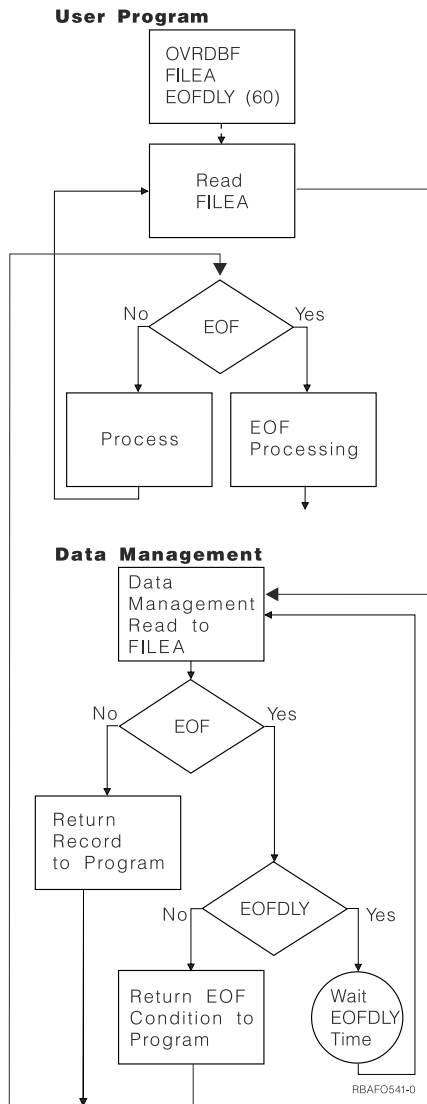 User Program
OVRDBF
FILEA
EOFDLY (60)
Read
FILEA
No
EOF
Yes
Process
EOF
Processing
Data Management
Data
Management
Read to
FILEA
No
EOF
Yes
Return
Record
to Program
No
EOFDLY
Yes
Return EOF
Condition to
Program
Wait
EOFDLY
Time
RBAFO541-0